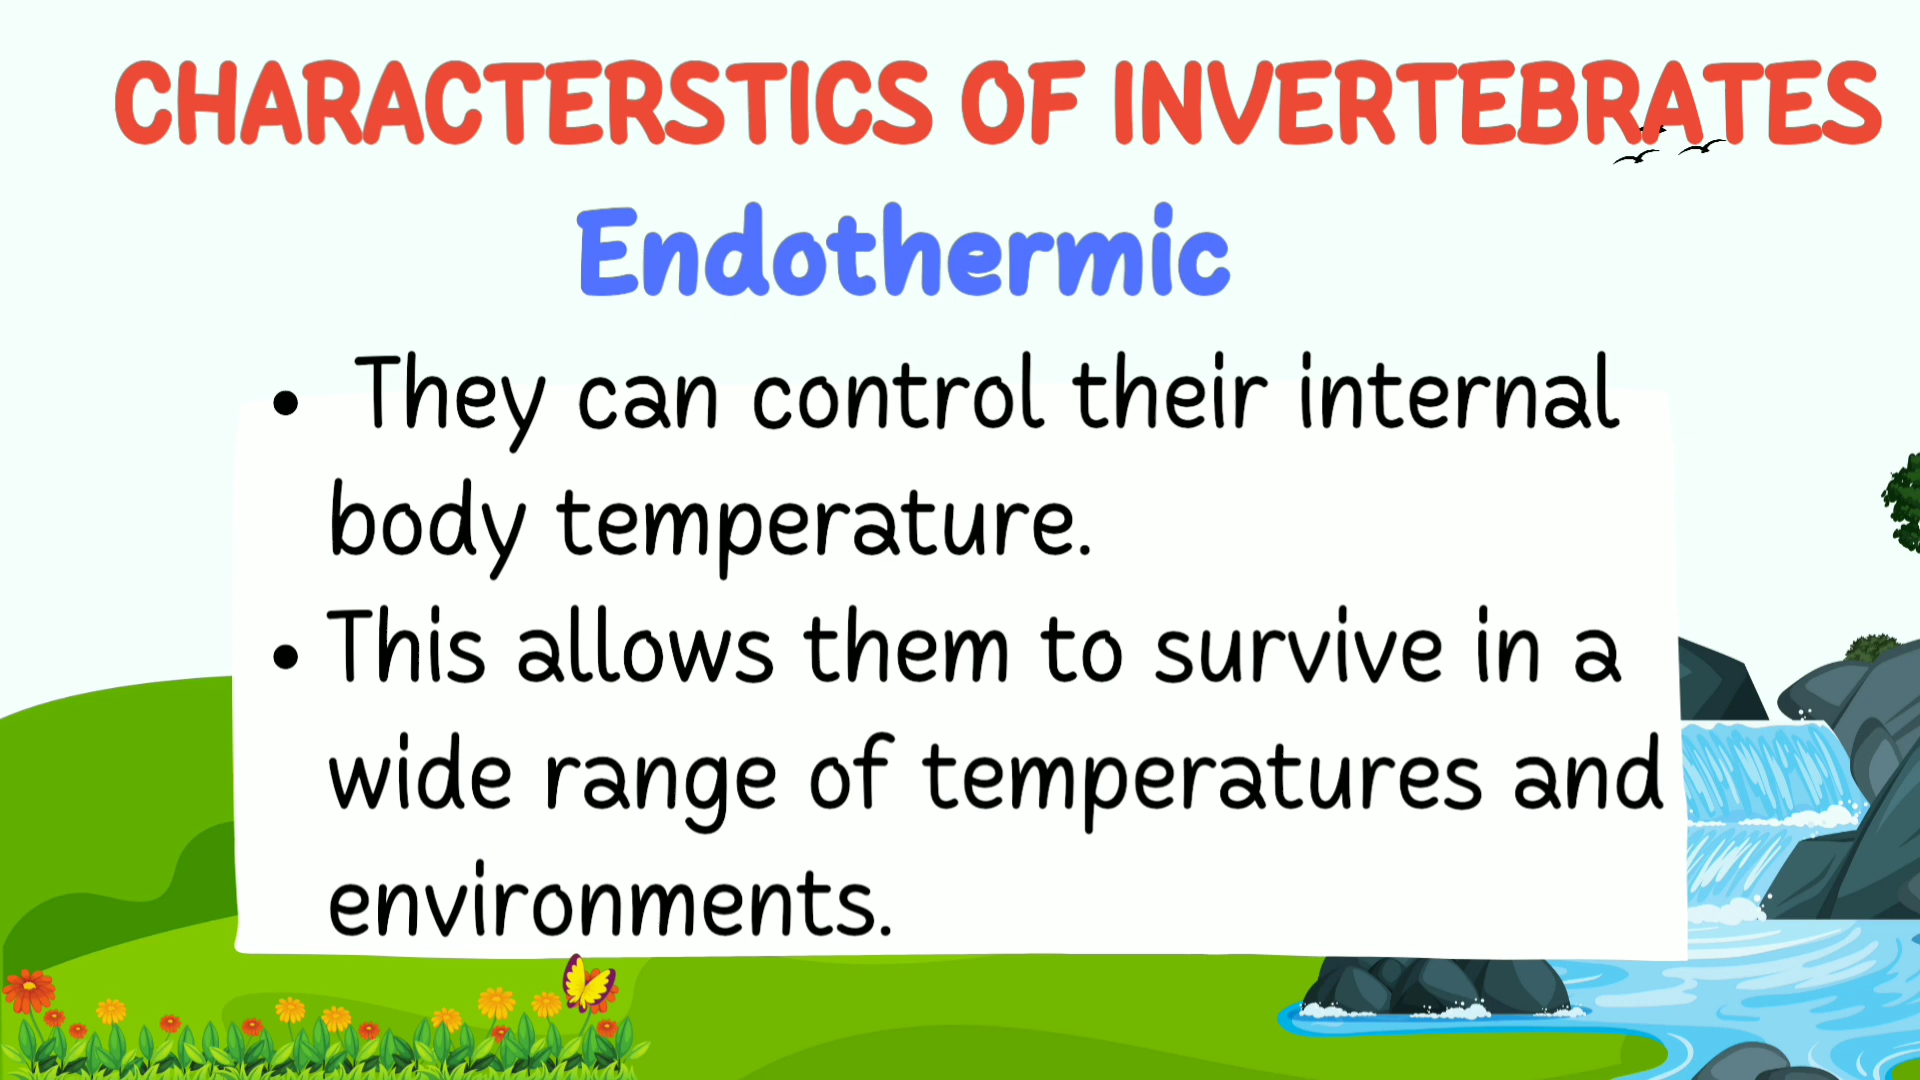 CHARACTERSTICS OF INVERTEBRATES
Endothermic
• They can control their internal
body temperature.
• This allows them to survive in a
wide range of temperatures and
environments.